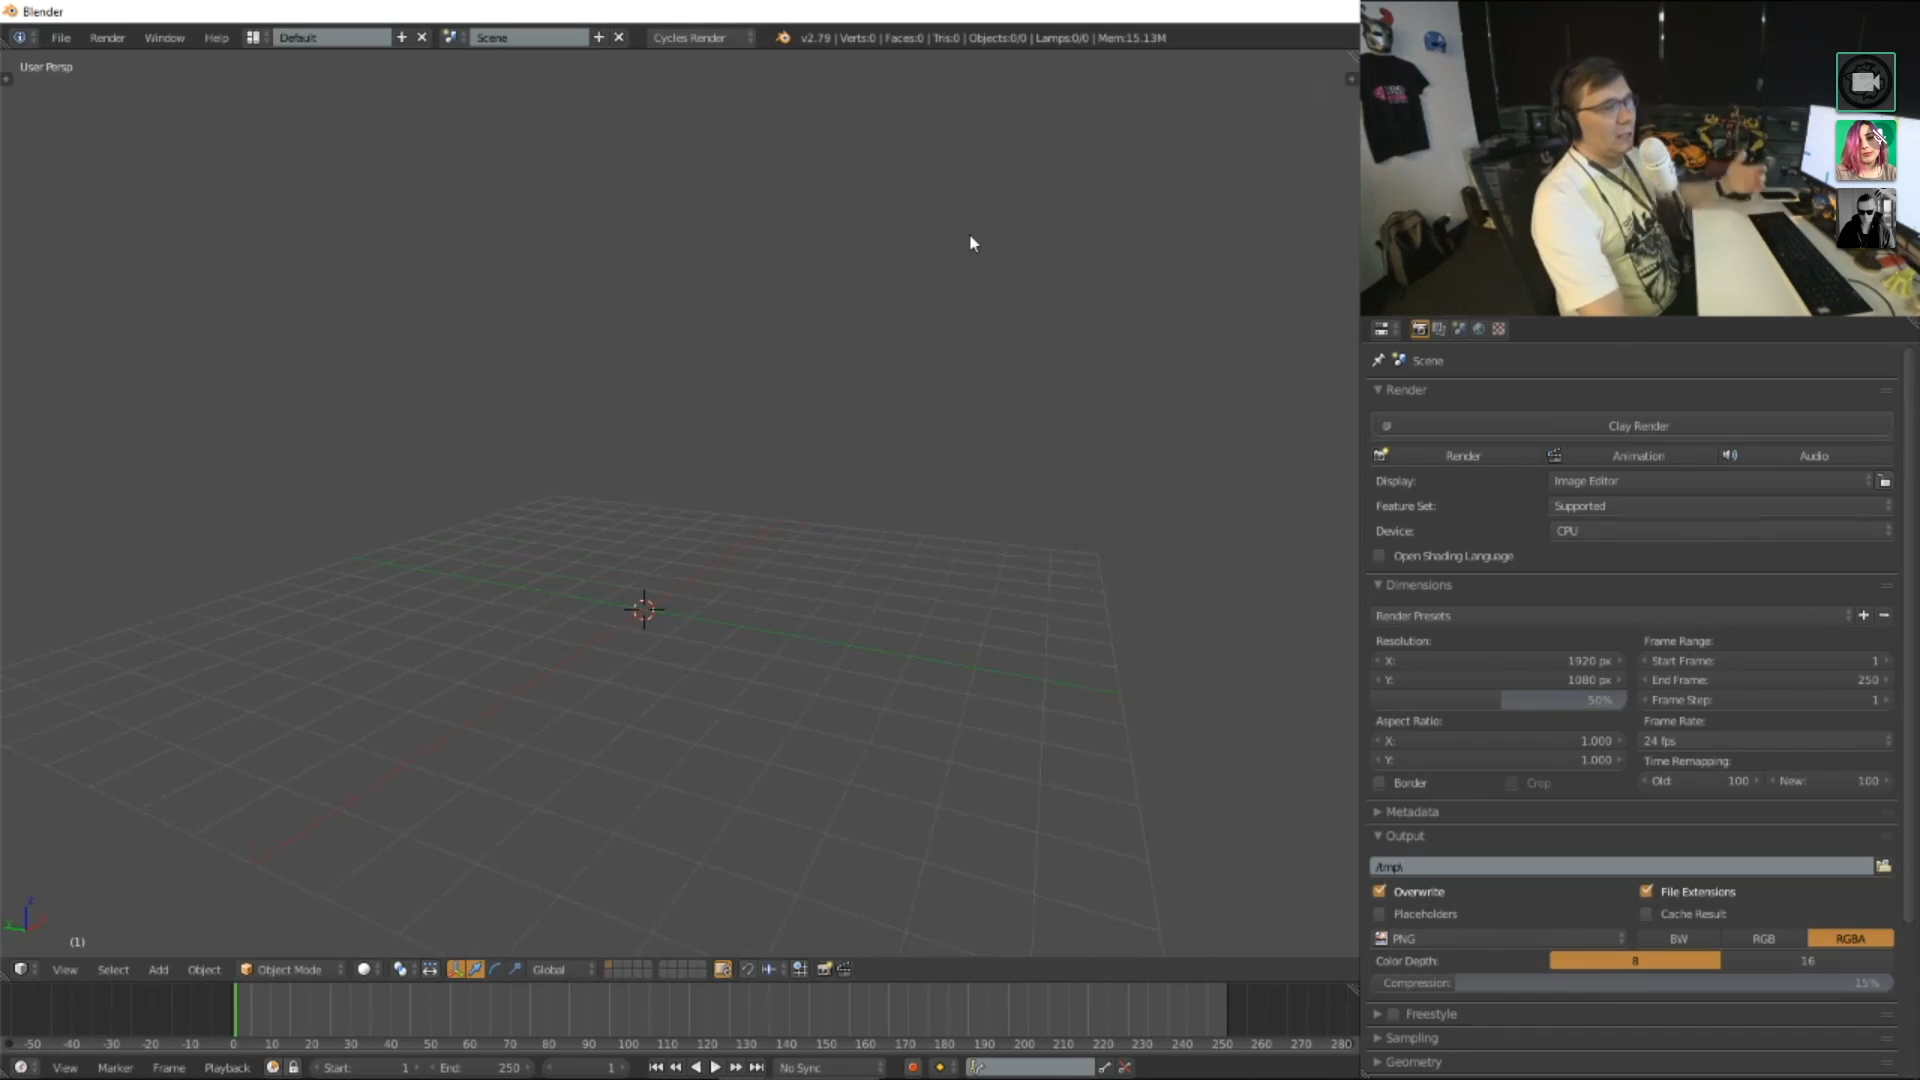 Blender
File Render Window Help Default Scene Cycles Render v2.79 | Verts:0 | Faces:0 | Tris:0 | Objects:0/0 | Lamps:0/0 | Mem:15.13M
User Persp
Scene
Render
Clay Render
Render Animation Audio
Display: Image Editor
Feature Set: Supported
Device: CPU
Open Shading Language
Dimensions
Render Presets
Resolution: Frame Range:
X: 1920 px Start Frame: 1
Y: 1080 px End Frame: 250
50% Frame Step: 1
Aspect Ratio: Frame Rate:
X: 1.000 24 fps
Y: 1.000 Time Remapping:
Border Crop Old: 100 New: 100
Metadata
Output
/tmp\
Overwrite File Extensions
Placeholders Cache Result
PNG BW RGB RGBA
Color Depth: 8 16
Compression: 15%
Freestyle
Sampling
Geometry
(1)
View Select Add Object Object Mode Global
-50 -40 -30 -20 -10 0 10 20 30 40 50 60 70 80 90 100 110 120 130 140 150 160 170 180 190 200 210 220 230 240 250 260 270 280
View Marker Frame Playback Start: 1 End: 250 1 No Sync